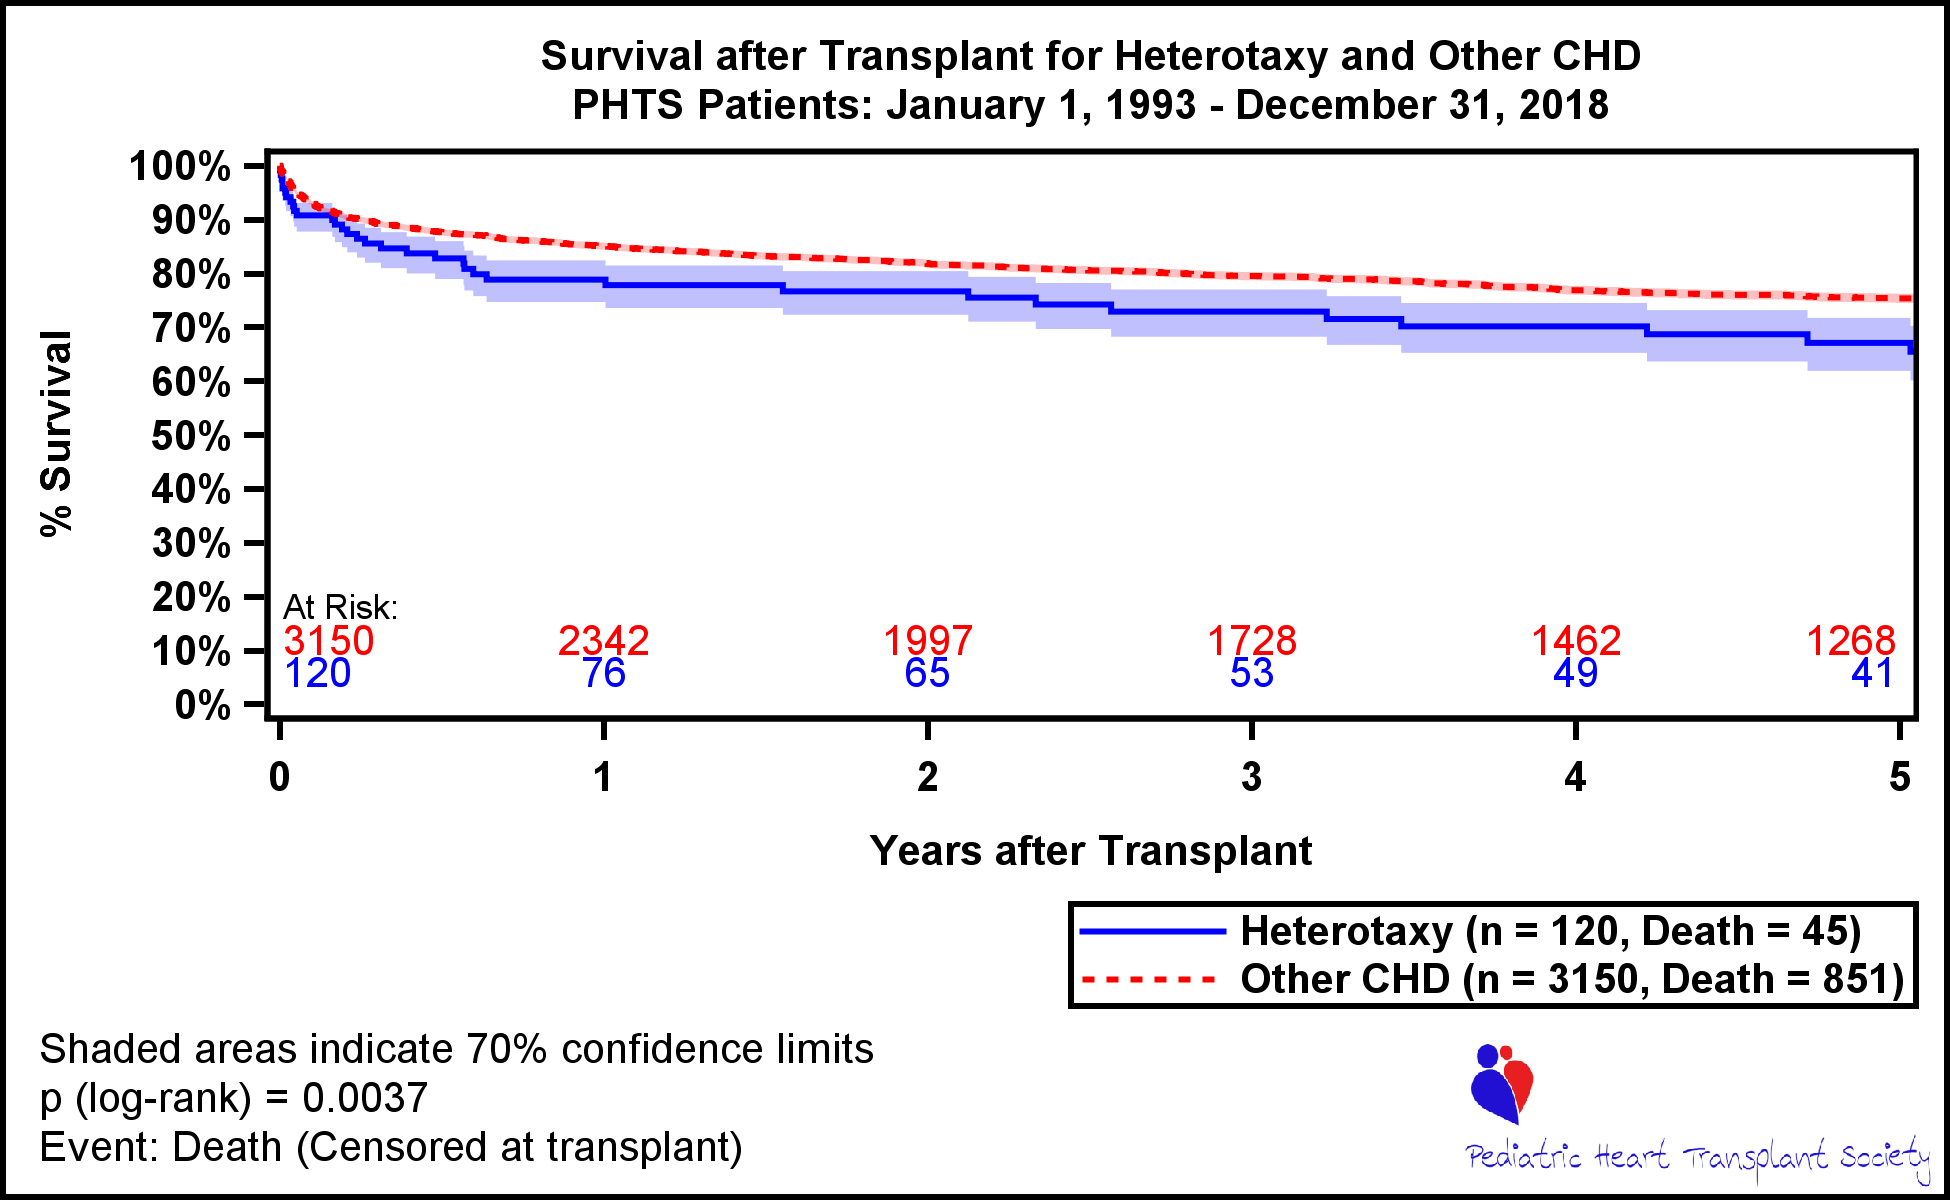 Survival after Transplant for Heterotaxy and Other CHD
PHTS Patients: January 1, 1993 - December 31, 2018
% Survival
100%
90%
80%
70%
60%
50%
40%
30%
20%
10%
0%
At Risk:
3150 2342 1997 1728 1462 1268
120 76 65 53 49 41
0 1 2 3 4 5
Years after Transplant
Heterotaxy (n = 120, Death = 45)
Other CHD (n = 3150, Death = 851)
Shaded areas indicate 70% confidence limits
p (log-rank) = 0.0037
Event: Death (Censored at transplant)
Pediatric Heart Transplant Society